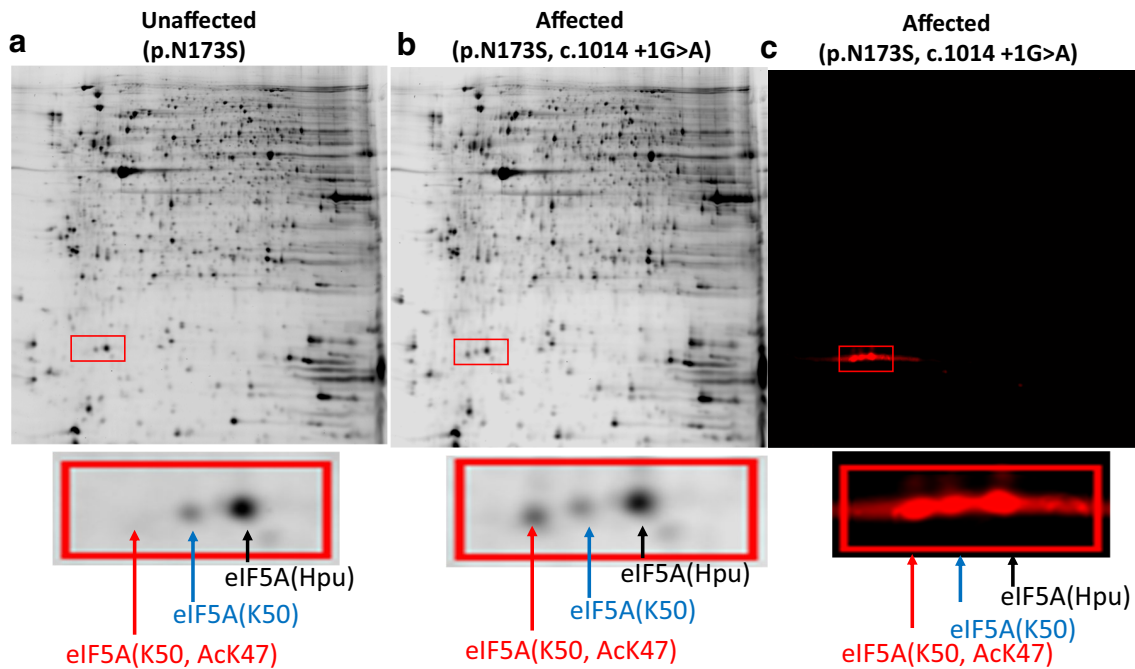 a
Unaffected
(p.N173S)
b
Affected
(p.N173S, c.1014 +1G>A)
c
Affected
(p.N173S, c.1014 +1G>A)
eIF5A(Hpu)
eIF5A(K50)
eIF5A(K50, AcK47)
eIF5A(Hpu)
eIF5A(K50)
eIF5A(K50, AcK47)
eIF5A(Hpu)
eIF5A(K50)
eIF5A(K50, AcK47)